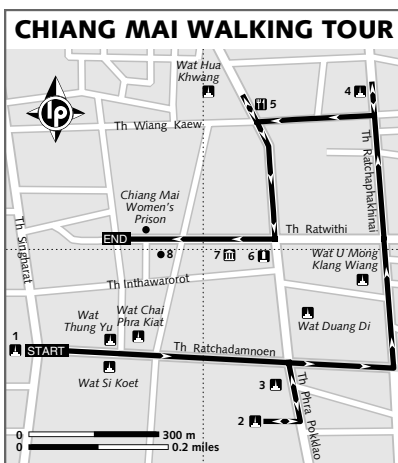 CHIANG MAI WALKING TOUR
Wat Hua
Khwang
lp
4
5
Th Wiang Kaew
Th Ratchaphakhinai
Chiang Mai
Women's
Prison
Th Singharat
END
Th Ratwithi
8
7
6
Wat U Mong
Klang Wiang
Th Inthawarorot
Wat
Thung Yu
Wat Chai
Phra Kiat
Wat Duang Di
1
START
Th Ratchadamnoen
Wat Si Koet
3
Th Phra Pokklao
2
0 300 m
0 0.2 miles